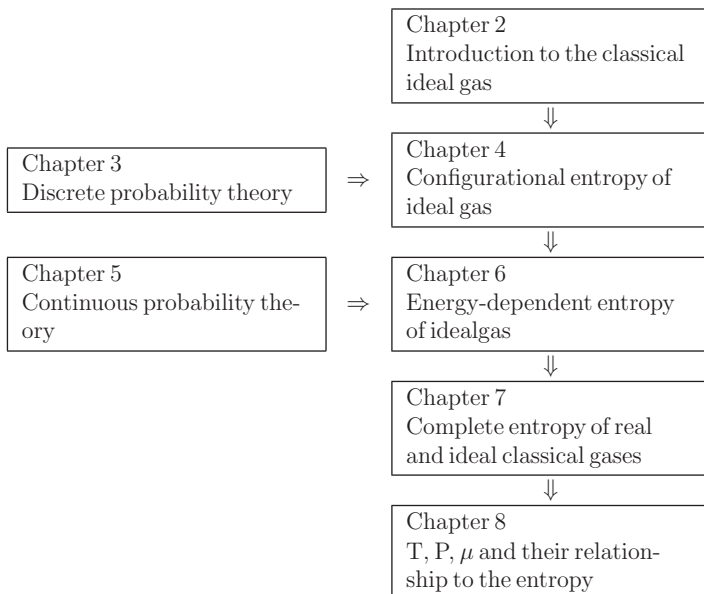 Chapter 2
Introduction to the classical
ideal gas
⇓
Chapter 3
Discrete probability theory
⇒
Chapter 4
Configurational entropy of
ideal gas
⇓
Chapter 5
Continuous probability the-
ory
⇒
Chapter 6
Energy-dependent entropy
of idealgas
⇓
Chapter 7
Complete entropy of real
and ideal classical gases
⇓
Chapter 8
T, P, μ and their relation-
ship to the entropy